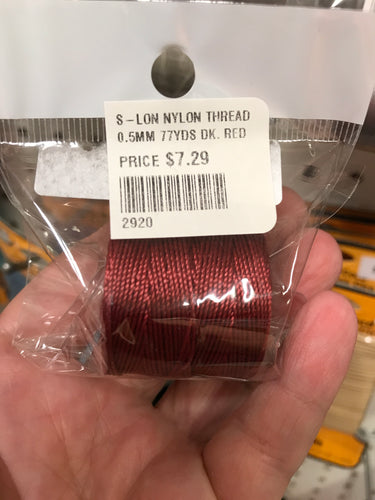 S-LON NYLON THREAD
0.5MM 77YDS DK. RED
PRICE $7.29
2920